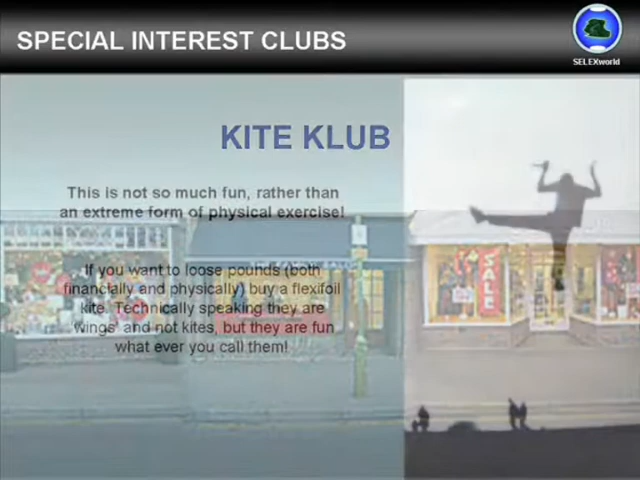 SPECIAL INTEREST CLUBS
SELEXworld
KITE KLUB
This is not so much fun, rather than
an extreme form of physical exercise!
If you want to loose pounds (both
financially and physically) buy a flexifoil
kite. Technically speaking they are
'wings' and not kites, but they are fun
what ever you call them!
SALE